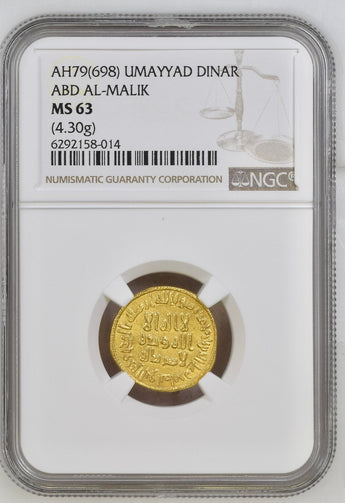 AH79(698) UMAYYAD DINAR
ABD AL-MALIK
MS 63
(4.30g)
6292158-014
NUMISMATIC GUARANTY CORPORATION NGC®
لا اله الا
الله وحده
لا شريك له